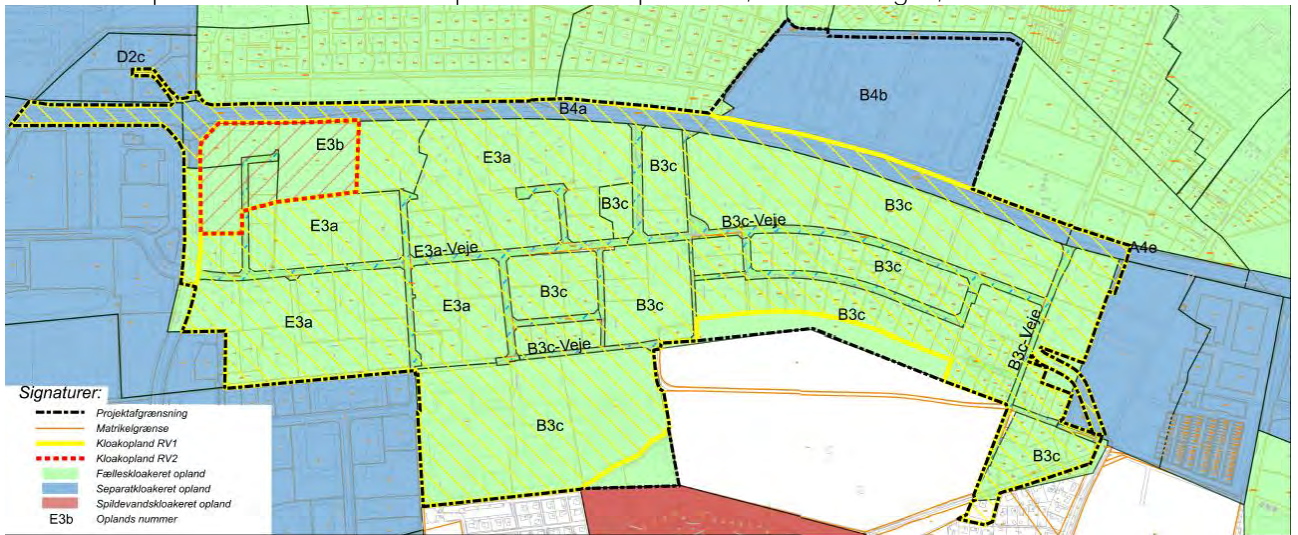 D2c
B4a
B4b
E3b
E3a
B3c
B3c
B3c
B3c-Veje
A4e
E3a
E3a-Veje
B3c
E3a
B3c
B3c
E3a
B3c
B3c-Veje
B3c-Veje
B3c
B3c
Signaturer:
Projektafgrænsning
Matrikelgrænse
Kloakopland RV1
Kloakopland RV2
Fælleskloakeret opland
Separatkloakeret opland
Spildevandskloakeret opland
E3b Oplands nummer